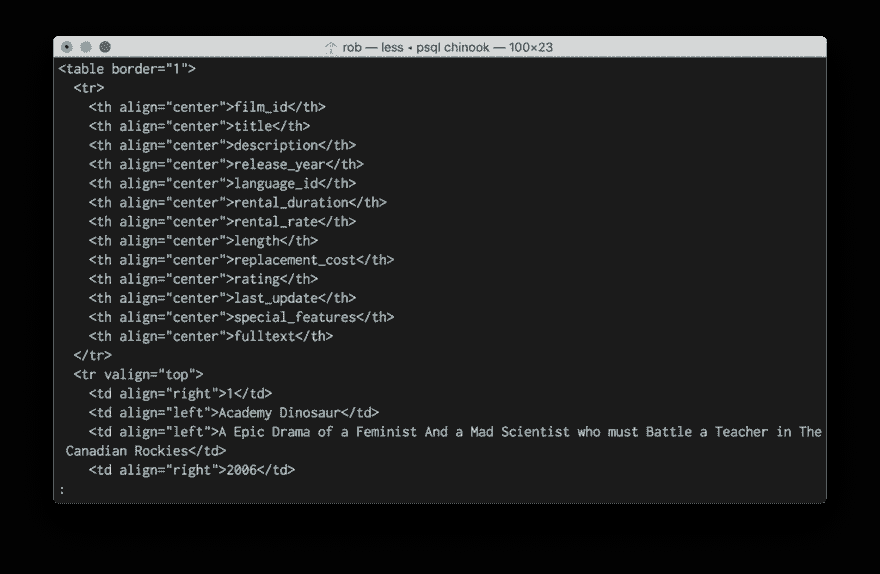 rob — less ◂ psql chinook — 100×23
<table border="1">
  <tr>
    <th align="center">film_id</th>
    <th align="center">title</th>
    <th align="center">description</th>
    <th align="center">release_year</th>
    <th align="center">language_id</th>
    <th align="center">rental_duration</th>
    <th align="center">rental_rate</th>
    <th align="center">length</th>
    <th align="center">replacement_cost</th>
    <th align="center">rating</th>
    <th align="center">last_update</th>
    <th align="center">special_features</th>
    <th align="center">fulltext</th>
  </tr>
  <tr valign="top">
    <td align="right">1</td>
    <td align="left">Academy Dinosaur</td>
    <td align="left">A Epic Drama of a Feminist And a Mad Scientist who must Battle a Teacher in The
 Canadian Rockies</td>
    <td align="right">2006</td>
: